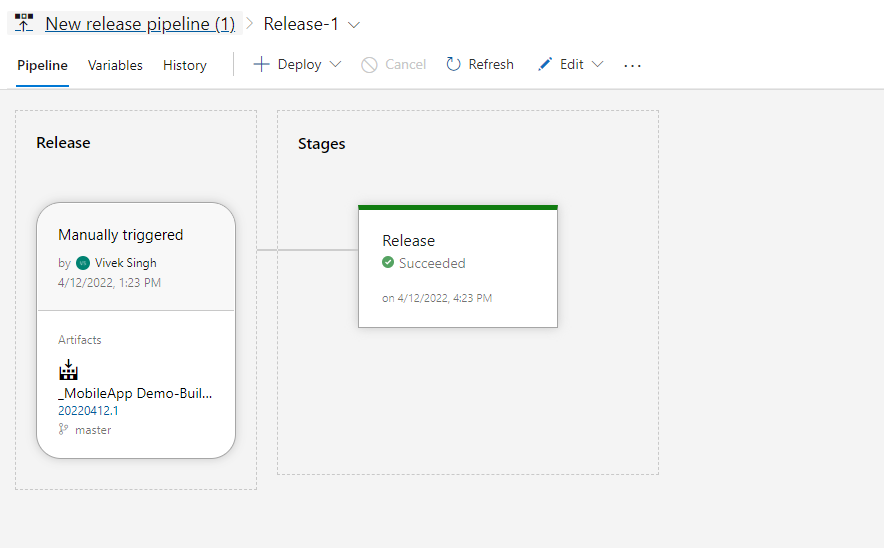 New release pipeline (1) > Release-1
Pipeline Variables History Deploy Cancel Refresh Edit ...
Release
Manually triggered
by Vivek Singh
4/12/2022, 1:23 PM
Artifacts
_MobileApp Demo-Buil...
20220412.1
master
Stages
Release
Succeeded
on 4/12/2022, 4:23 PM